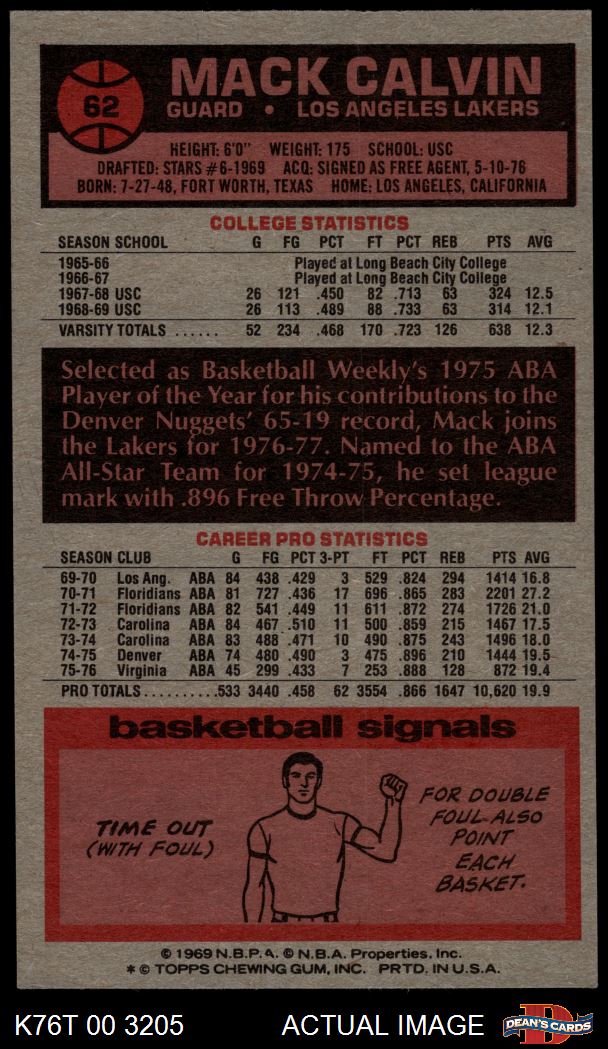 62
MACK CALVIN
GUARD • LOS ANGELES LAKERS
HEIGHT: 6'0" WEIGHT: 175 SCHOOL: USC
DRAFTED: STARS #6-1969 ACQ: SIGNED AS FREE AGENT, 5-10-76
BORN: 7-27-48, FORT WORTH, TEXAS HOME: LOS ANGELES, CALIFORNIA
COLLEGE STATISTICS
SEASON SCHOOL G FG PCT FT PCT REB PTS AVG
1965-66 Played at Long Beach City College
1966-67 Played at Long Beach City College
1967-68 USC 26 121 .450 82 .713 63 324 12.5
1968-69 USC 26 113 .489 88 .733 63 314 12.1
VARSITY TOTALS ...... 52 234 .468 170 .723 126 638 12.3
Selected as Basketball Weekly's 1975 ABA
Player of the Year for his contributions to the
Denver Nuggets' 65-19 record, Mack joins
the Lakers for 1976-77. Named to the ABA
All-Star Team for 1974-75, he set league
mark with .896 Free Throw Percentage.
CAREER PRO STATISTICS
SEASON CLUB G FG PCT 3-PT FT PCT REB PTS AVG
69-70 Los Ang. ABA 84 438 .429 3 529 .824 294 1414 16.8
70-71 Floridians ABA 81 727 .436 17 696 .865 283 2201 27.2
71-72 Floridians ABA 82 541 .449 11 611 .872 274 1726 21.0
72-73 Carolina ABA 84 467 .510 11 500 .859 215 1467 17.5
73-74 Carolina ABA 83 488 .471 10 490 .875 243 1496 18.0
74-75 Denver ABA 74 480 .490 3 475 .896 210 1444 19.5
75-76 Virginia ABA 45 299 .433 7 253 .888 128 872 19.4
PRO TOTALS..........533 3440 .458 62 3554 .866 1647 10,620 19.9
basketball signals
TIME OUT
(WITH FOUL)
FOR DOUBLE
FOUL-ALSO
POINT
EACH
BASKET.
© 1969 N.B.P.A. © N.B.A. Properties, Inc.
* © TOPPS CHEWING GUM, INC. PRTD. IN U.S.A.
K76T 00 3205 ACTUAL IMAGE
DEAN'S CARDS